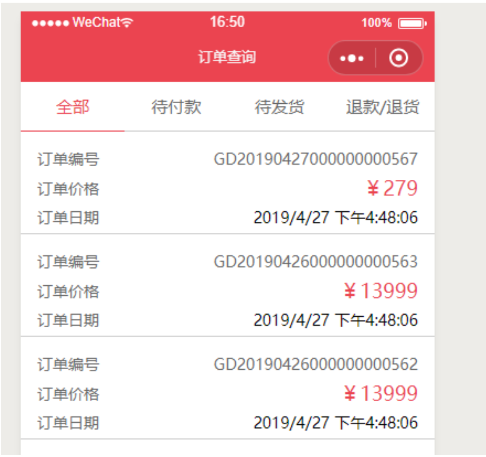 WeChat 16:50 100%
订单查询
全部 待付款 待发货 退款/退货
订单编号 GD20190427000000000567
订单价格 ¥279
订单日期 2019/4/27 下午4:48:06
订单编号 GD20190426000000000563
订单价格 ¥13999
订单日期 2019/4/27 下午4:48:06
订单编号 GD20190426000000000562
订单价格 ¥13999
订单日期 2019/4/27 下午4:48:06